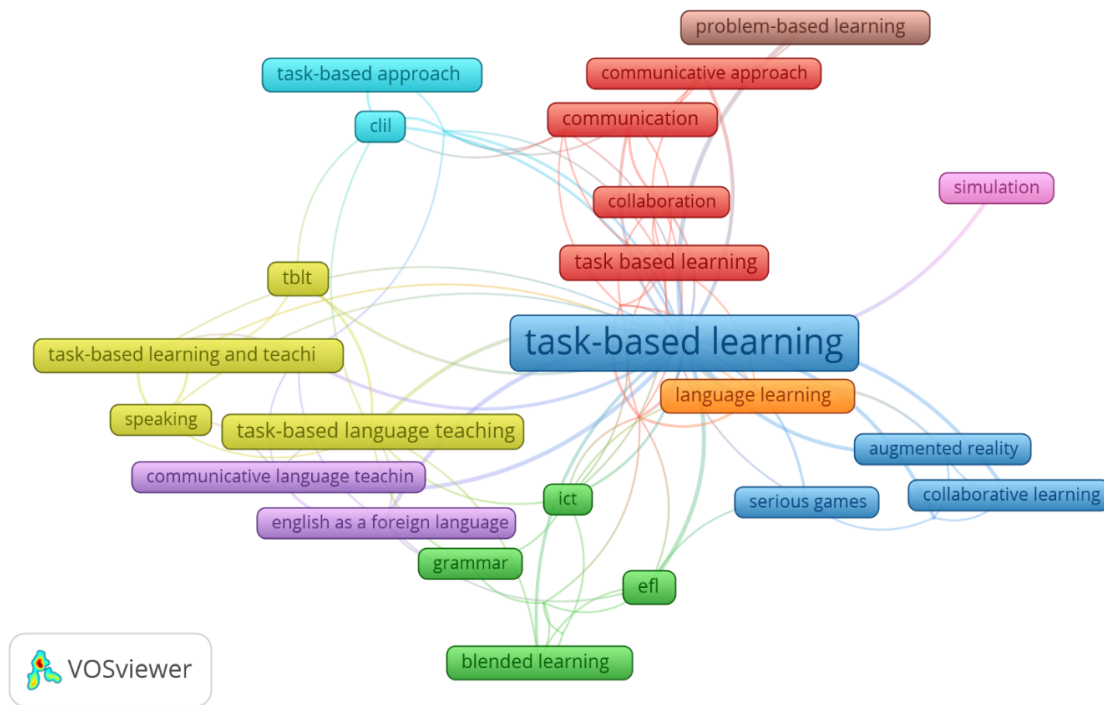 problem-based learning
task-based approach
communicative approach
clil
communication
simulation
collaboration
task based learning
tblt
task-based learning
task-based learning and teachi
language learning
speaking
task-based language teaching
augmented reality
communicative language teachin
collaborative learning
ict
serious games
english as a foreign language
grammar
efl
blended learning
VOSviewer